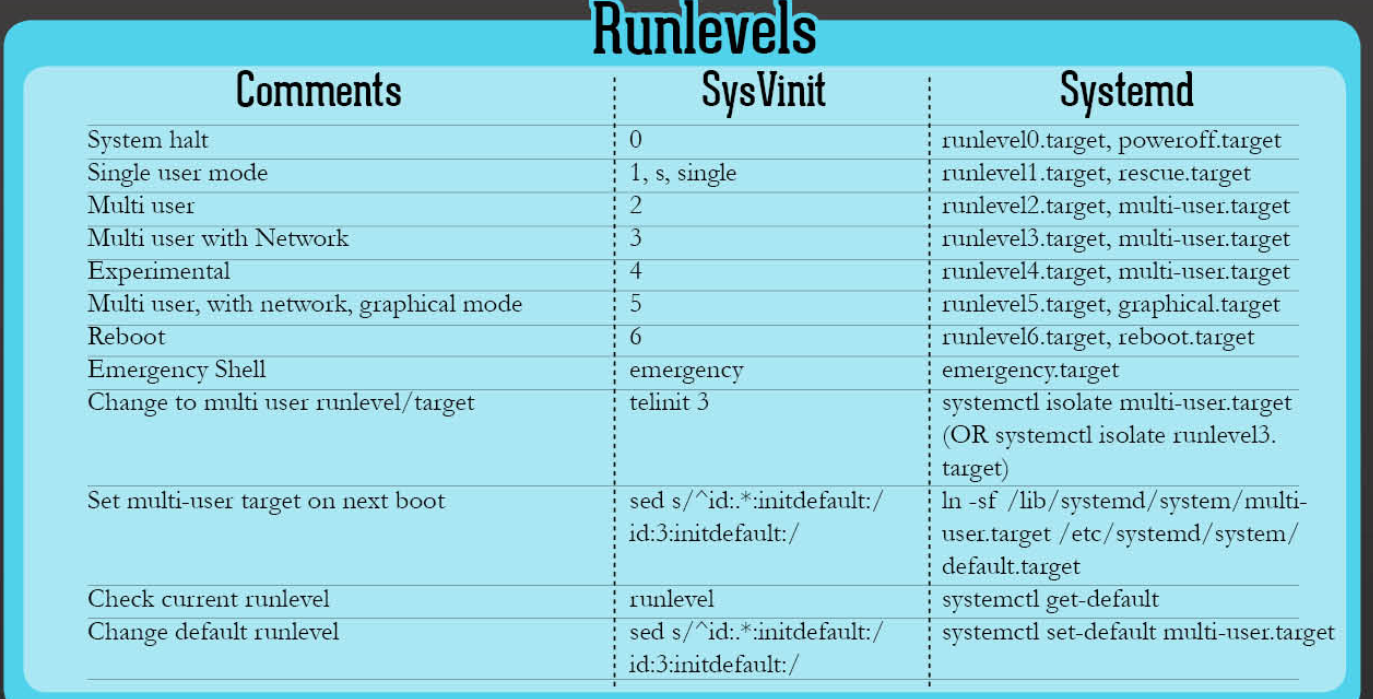 Runlevels
Comments SysVinit Systemd
System halt 0 runlevel0.target, poweroff.target
Single user mode 1, s, single runlevel1.target, rescue.target
Multi user 2 runlevel2.target, multi-user.target
Multi user with Network 3 runlevel3.target, multi-user.target
Experimental 4 runlevel4.target, multi-user.target
Multi user, with network, graphical mode 5 runlevel5.target, graphical.target
Reboot 6 runlevel6.target, reboot.target
Emergency Shell emergency emergency.target
Change to multi user runlevel/target telinit 3 systemctl isolate multi-user.target
(OR systemctl isolate runlevel3.
target)
Set multi-user target on next boot sed s/^id:.*:initdefault:/ ln -sf /lib/systemd/system/multi-
id:3:initdefault:/ user.target /etc/systemd/system/
default.target
Check current runlevel runlevel systemctl get-default
Change default runlevel sed s/^id:.*:initdefault:/ systemctl set-default multi-user.target
id:3:initdefault:/